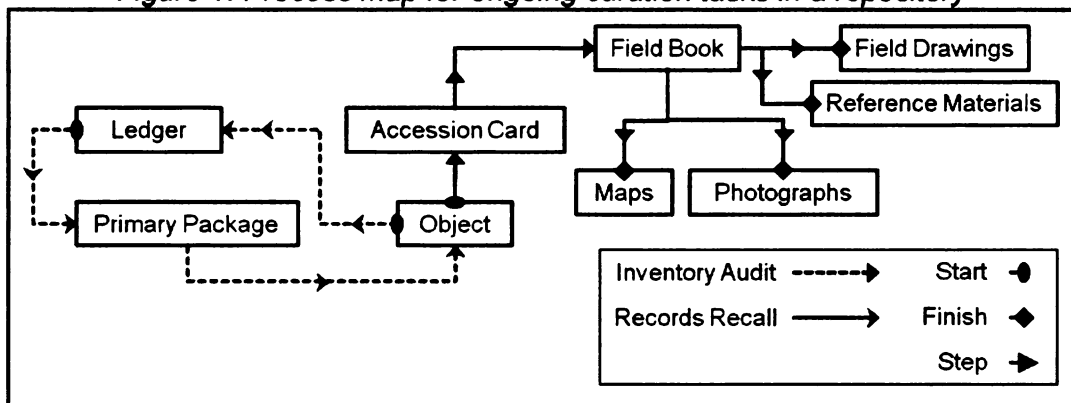 Figure 1. Process map for ongoing curation tasks in a repository
Field Book
Field Drawings
Reference Materials
Ledger
Accession Card
Maps
Photographs
Primary Package
Object
Inventory Audit
Start
Records Recall
Finish
Step